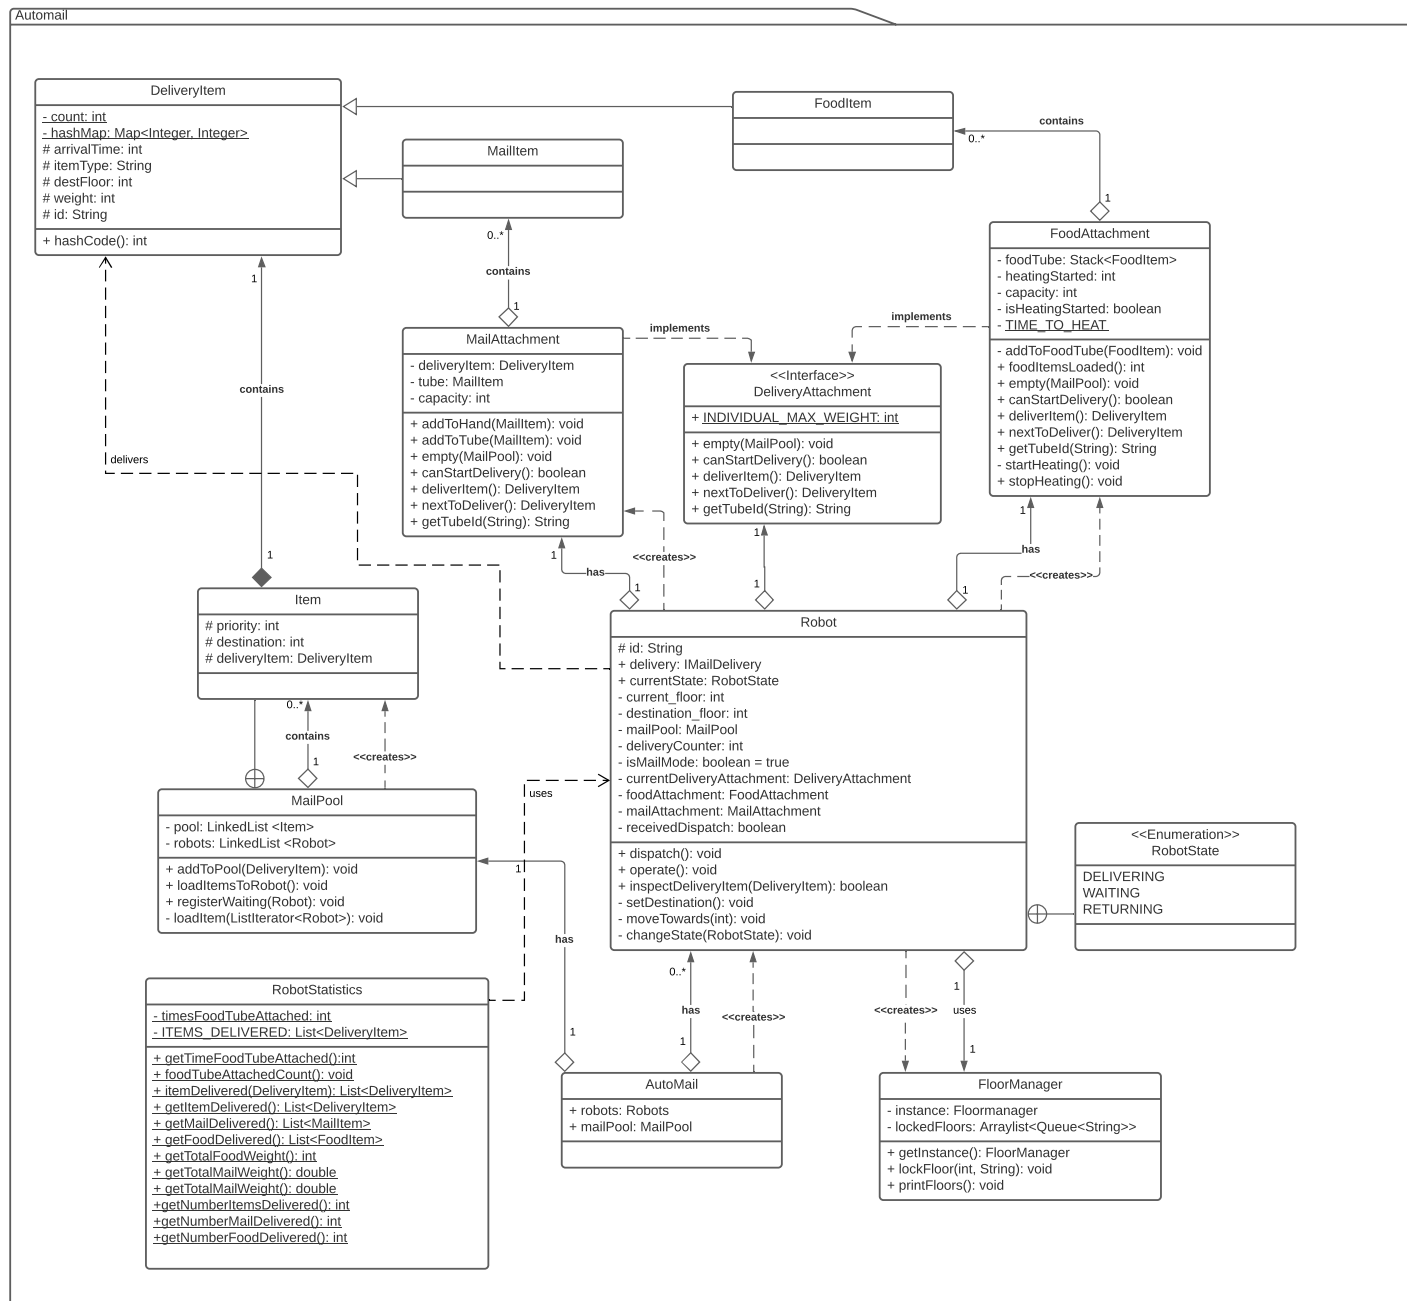 Automail
DeliveryItem
- count: int
- hashMap: Map<Integer, Integer>
# arrivalTime: int
# itemType: String
# destFloor: int
# weight: int
# id: String
+ hashCode(): int
FoodItem
MailItem
contains
0..*
1
0..*
contains
1
FoodAttachment
- foodTube: Stack<FoodItem>
- heatingStarted: int
- capacity: int
- isHeatingStarted: boolean
- TIME_TO_HEAT
- addToFoodTube(FoodItem): void
+ foodItemsLoaded(): int
+ empty(MailPool): void
+ canStartDelivery(): boolean
+ deliverItem(): DeliveryItem
+ nextToDeliver(): DeliveryItem
+ getTubeId(String): String
- startHeating(): void
+ stopHeating(): void
1
contains
1
delivers
MailAttachment
- deliveryItem: DeliveryItem
- tube: MailItem
- capacity: int
+ addToHand(MailItem): void
+ addToTube(MailItem): void
+ empty(MailPool): void
+ canStartDelivery(): boolean
+ deliverItem(): DeliveryItem
+ nextToDeliver(): DeliveryItem
+ getTubeId(String): String
implements
implements
<<Interface>>
DeliveryAttachment
+ INDIVIDUAL_MAX_WEIGHT: int
+ empty(MailPool): void
+ canStartDelivery(): boolean
+ deliverItem(): DeliveryItem
+ nextToDeliver(): DeliveryItem
+ getTubeId(String): String
1
has
1
<<creates>>
1
1
1
has
1
<<creates>>
Item
# priority: int
# destination: int
# deliveryItem: DeliveryItem
0..*
contains
1
<<creates>>
Robot
# id: String
+ delivery: IMailDelivery
+ currentState: RobotState
- current_floor: int
- destination_floor: int
- mailPool: MailPool
- deliveryCounter: int
- isMailMode: boolean = true
- currentDeliveryAttachment: DeliveryAttachment
- foodAttachment: FoodAttachment
- mailAttachment: MailAttachment
- receivedDispatch: boolean
+ dispatch(): void
+ operate(): void
+ inspectDeliveryItem(DeliveryItem): boolean
- setDestination(): void
- moveTowards(int): void
- changeState(RobotState): void
uses
MailPool
- pool: LinkedList <Item>
- robots: LinkedList <Robot>
+ addToPool(DeliveryItem): void
+ loadItemsToRobot(): void
+ registerWaiting(Robot): void
- loadItem(ListIterator<Robot>): void
<<Enumeration>>
RobotState
DELIVERING
WAITING
RETURNING
1
has
1
0..*
has
1
<<creates>>
<<creates>>
1
uses
1
RobotStatistics
- timesFoodTubeAttached: int
- ITEMS_DELIVERED: List<DeliveryItem>
+ getTimeFoodTubeAttached():int
+ foodTubeAttachedCount(): void
+ itemDelivered(DeliveryItem): List<DeliveryItem>
+ getItemDelivered(): List<DeliveryItem>
+ getMailDelivered(): List<MailItem>
+ getFoodDelivered(): List<FoodItem>
+ getTotalFoodWeight(): int
+ getTotalMailWeight(): double
+ getTotalMailWeight(): double
+getNumberItemsDelivered(): int
+getNumberMailDelivered(): int
+getNumberFoodDelivered(): int
AutoMail
+ robots: Robots
+ mailPool: MailPool
FloorManager
- instance: Floormanager
- lockedFloors: Arraylist<Queue<String>>
+ getInstance(): FloorManager
+ lockFloor(int, String): void
+ printFloors(): void